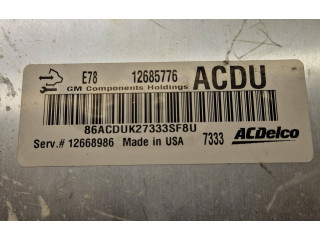 E78 12685776 ACDU
GM Components Holdings
86ACDUK27333SF8U
Serv.# 12668986 Made in USA 7333 ACDelco